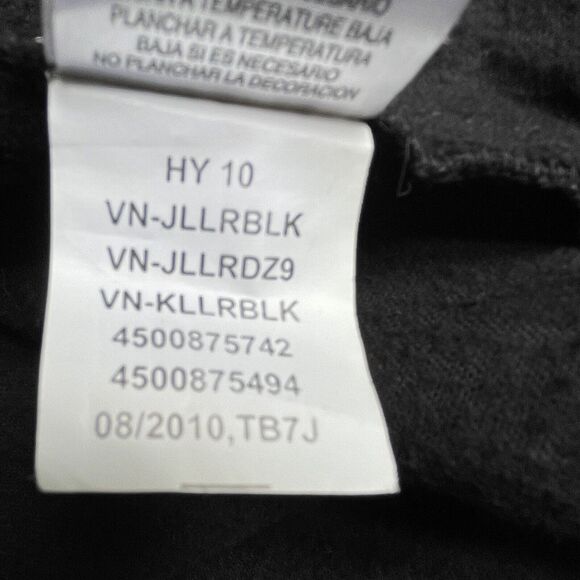 A TEMPERATURE BAJA
PLANCHAR A TEMPERATURA
BAJA SI ES NECESARIO
NO PLANCHAR LA DECORACION
HY 10
VN-JLLRBLK
VN-JLLRDZ9
VN-KLLRBLK
4500875742
4500875494
08/2010,TB7J